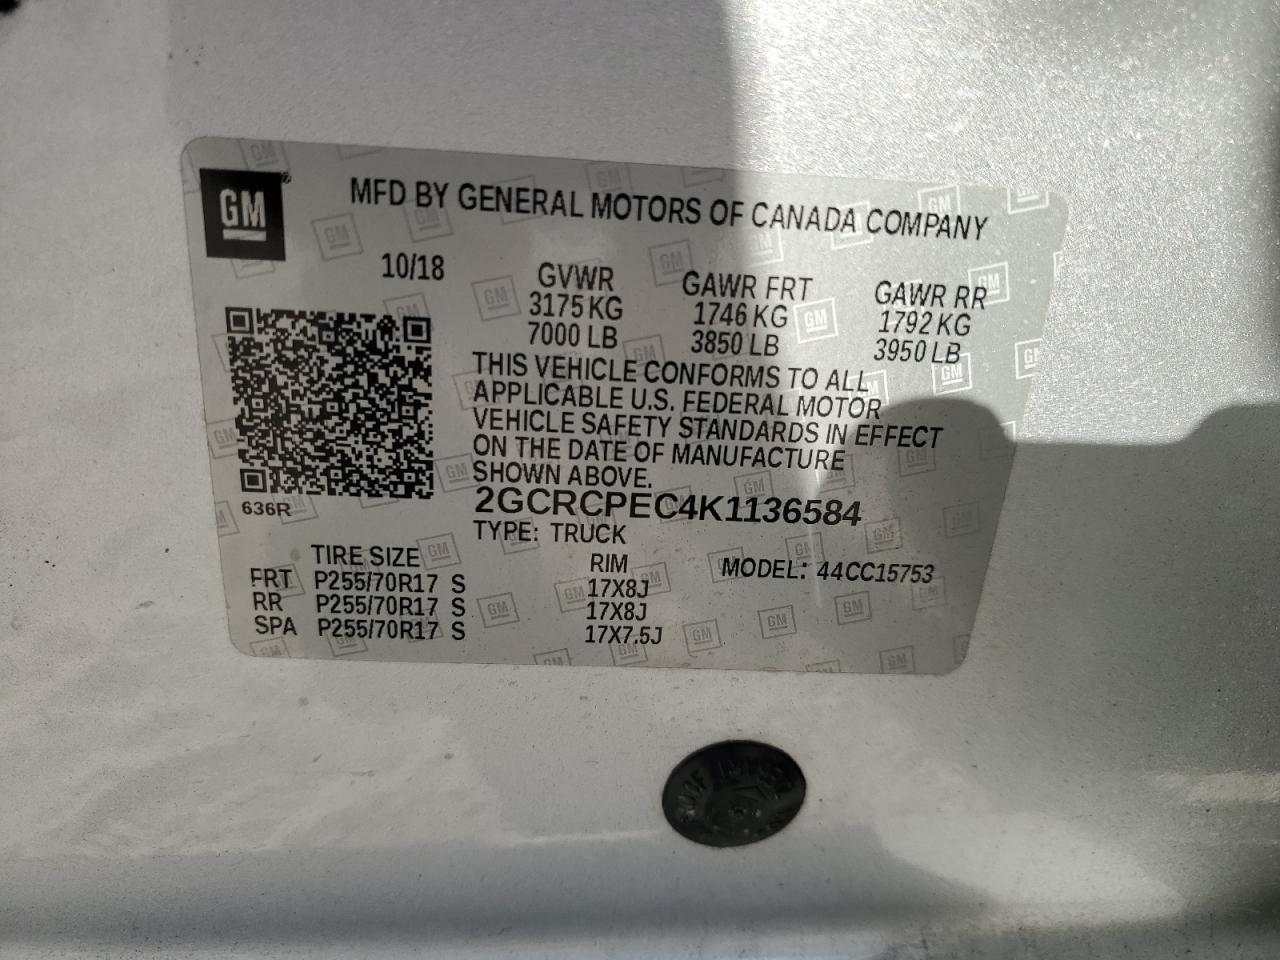 GM
MFD BY GENERAL MOTORS OF CANADA COMPANY
10/18
GVWR GAWR FRT GAWR RR
3175 KG 1746 KG 1792 KG
7000 LB 3850 LB 3950 LB
THIS VEHICLE CONFORMS TO ALL
APPLICABLE U.S. FEDERAL MOTOR
VEHICLE SAFETY STANDARDS IN EFFECT
ON THE DATE OF MANUFACTURE
SHOWN ABOVE.
2GCRCPEC4K1136584
636R
TYPE: TRUCK
TIRE SIZE RIM MODEL: 44CC15753
FRT P255/70R17 S 17X8J
RR P255/70R17 S 17X8J
SPA P255/70R17 S 17X7.5J